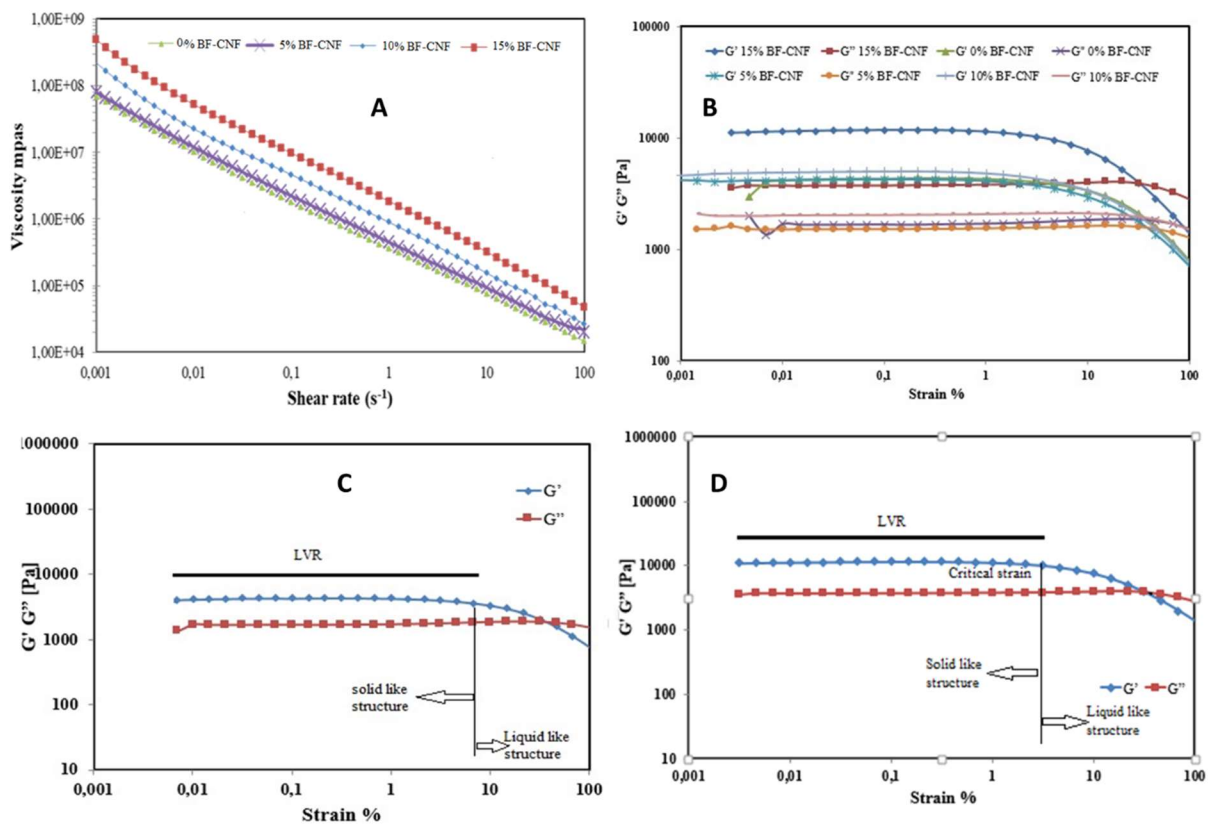 A
0% BF-CNF 5% BF-CNF 10% BF-CNF 15% BF-CNF
Viscosity mpas
1,00E+09
1,00E+08
1,00E+07
1,00E+06
1,00E+05
1,00E+04
0,001 0,01 0,1 1 10 100
Shear rate (s-1)
B
G' 15% BF-CNF G'' 15% BF-CNF G' 0% BF-CNF G'' 0% BF-CNF
G' 5% BF-CNF G'' 5% BF-CNF G' 10% BF-CNF G'' 10% BF-CNF
G' G'' [Pa]
100000
10000
1000
100
0,001 0,01 0,1 1 10 100
Strain %
C
G'
G''
LVR
solid like
structure
Liquid like
structure
G' G'' [Pa]
1000000
100000
10000
1000
100
10
0,001 0,01 0,1 1 10 100
Strain %
D
LVR
Critical strain
Solid like
structure
G' G''
Liquid like
structure
G' G'' [Pa]
1000000
100000
10000
1000
100
10
0,001 0,01 0,1 1 10 100
Strain %